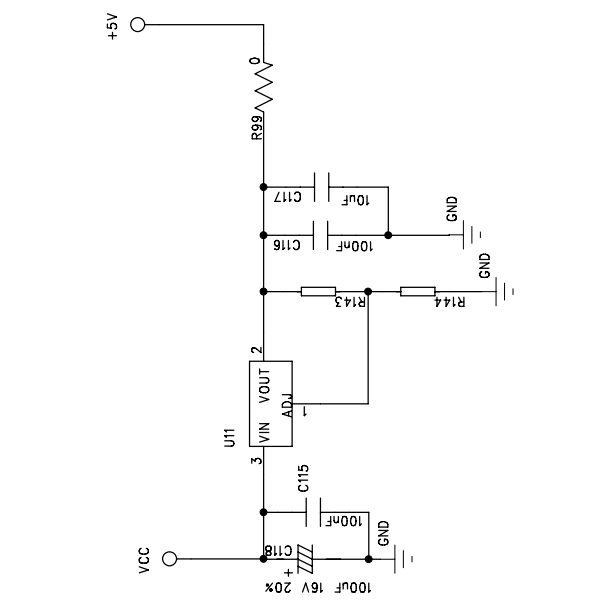 +5V
0
R99
C117
10uF
C116
100nF
GND
GND
R143
R144
2
VOUT
ADJ
1
U11
VIN
3
C115
100nF
GND
VCC
C118
+
100uF 16V 20%